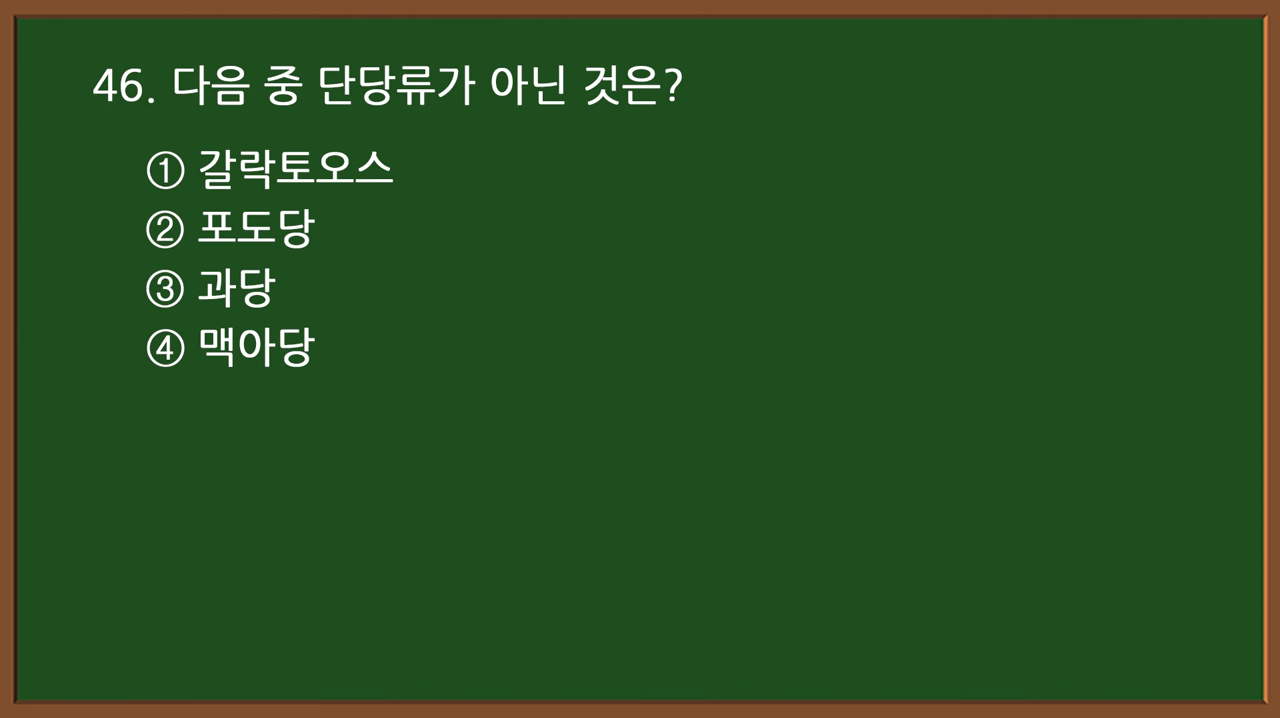 46. 다음 중 단당류가 아닌 것은?
① 갈락토오스
② 포도당
③ 과당
④ 맥아당